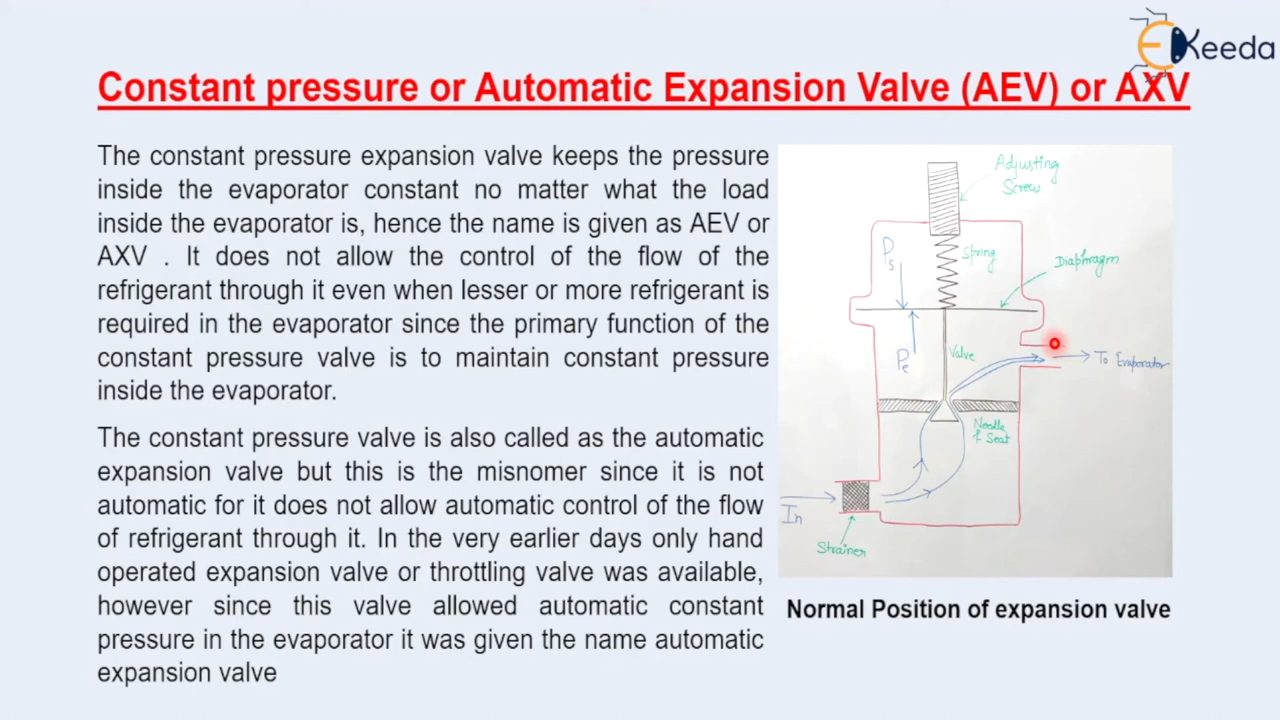 EKeeda
Constant pressure or Automatic Expansion Valve (AEV) or AXV
The constant pressure expansion valve keeps the pressure
inside the evaporator constant no matter what the load
inside the evaporator is, hence the name is given as AEV or
AXV . It does not allow the control of the flow of the
refrigerant through it even when lesser or more refrigerant is
required in the evaporator since the primary function of the
constant pressure valve is to maintain constant pressure
inside the evaporator.
The constant pressure valve is also called as the automatic
expansion valve but this is the misnomer since it is not
automatic for it does not allow automatic control of the flow
of refrigerant through it. In the very earlier days only hand
operated expansion valve or throttling valve was available,
however since this valve allowed automatic constant
pressure in the evaporator it was given the name automatic
expansion valve
Adjusting
Screw
Ps
Spring
Diaphragm
Pe
Valve
To Evaporator
Needle
& Seat
In
Strainer
Normal Position of expansion valve